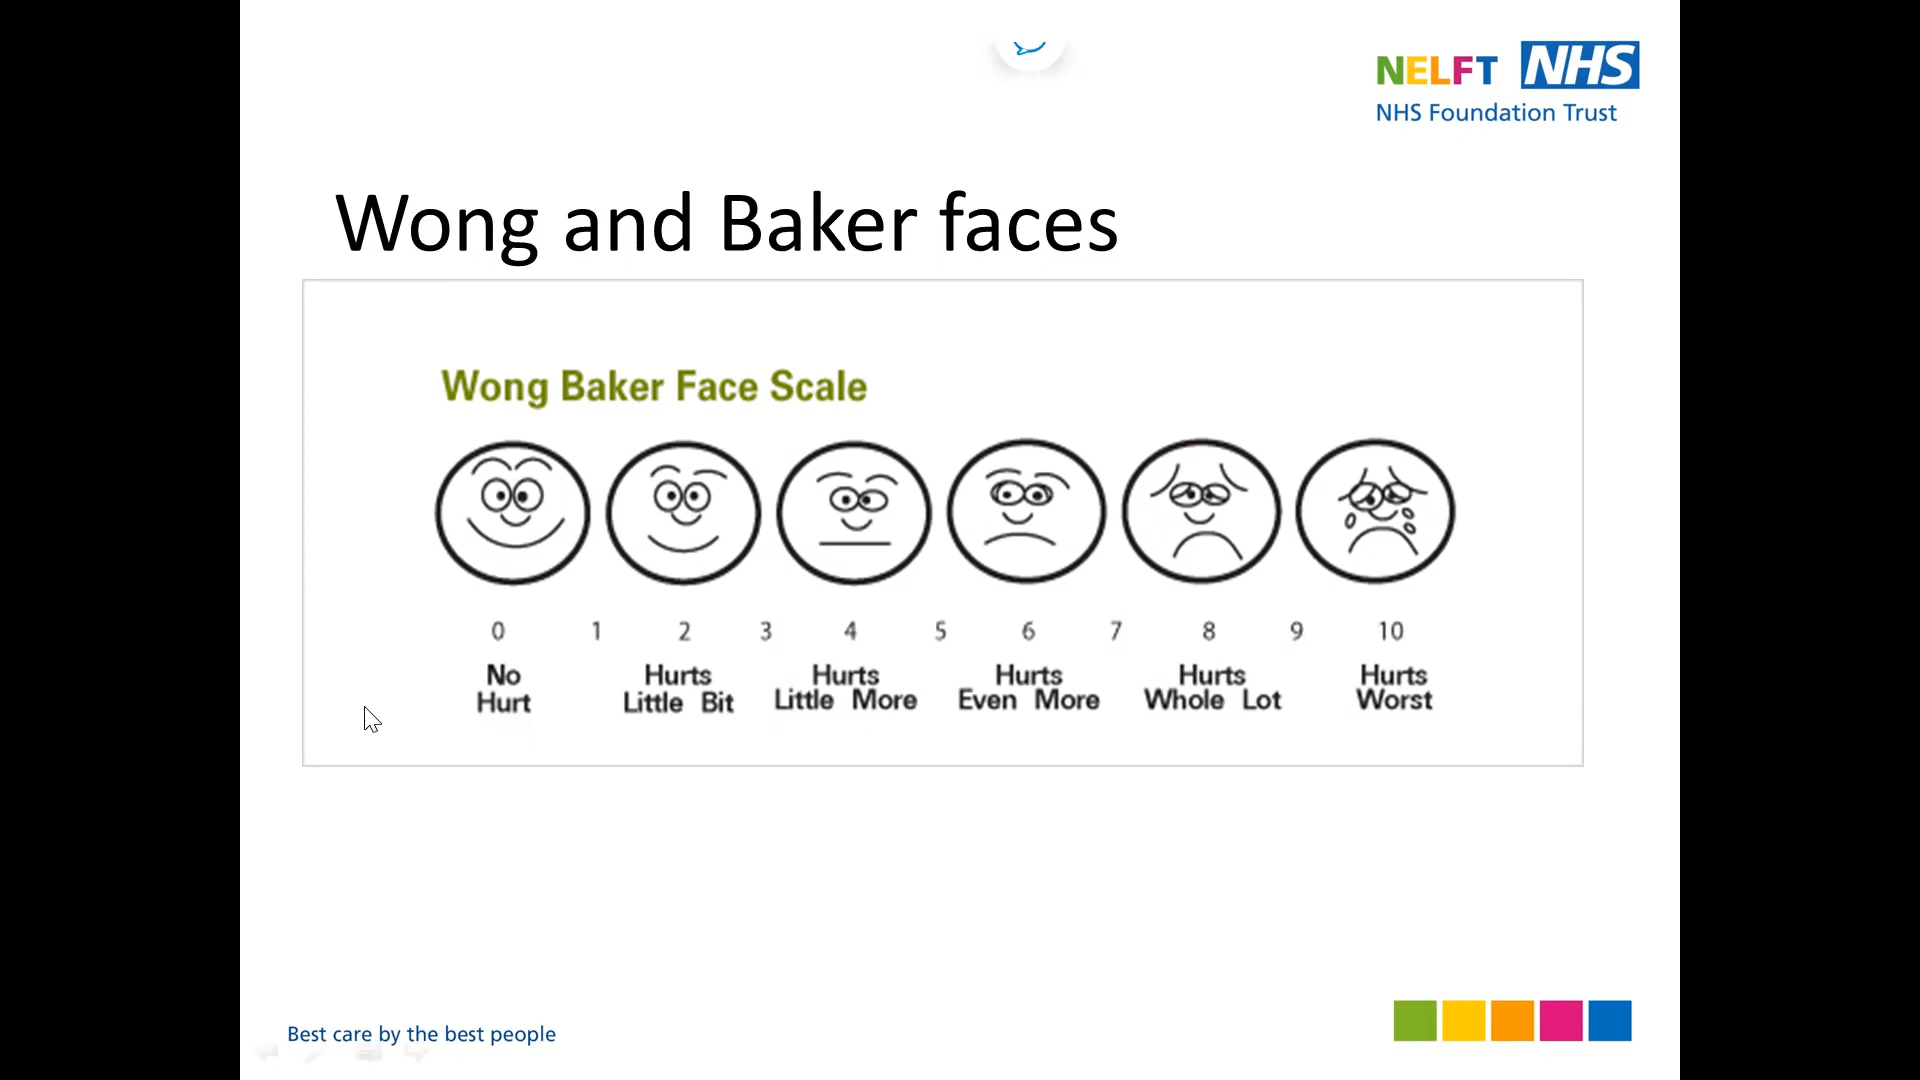 NELFT NHS
NHS Foundation Trust
Wong and Baker faces
Wong Baker Face Scale
0 1 2 3 4 5 6 7 8 9 10
No Hurts Hurts Hurts Hurts Hurts
Hurt Little Bit Little More Even More Whole Lot Worst
Best care by the best people